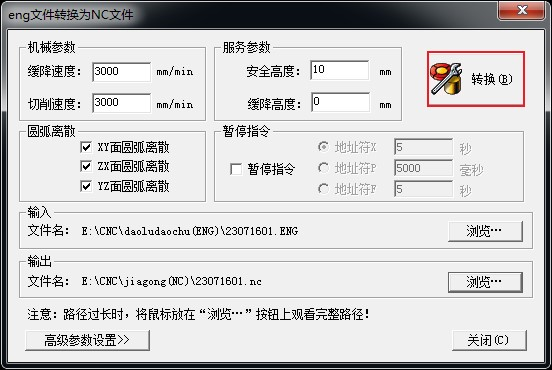 eng文件转换为NC文件
机械参数
缓降速度： 3000 mm/min
切削速度： 3000 mm/min
服务参数
安全高度： 10 mm
缓降高度： 0 mm
转换(B)
圆弧离散
XY面圆弧离散
ZX面圆弧离散
YZ面圆弧离散
暂停指令
暂停指令
地址符X 5 秒
地址符P 5000 毫秒
地址符F 5 秒
输入
文件名： E:\CNC\daoludaochu(ENG)\23071601.ENG 浏览…
输出
文件名： E:\CNC\jiagong(NC)\23071601.nc 浏览…
注意：路径过长时，将鼠标放在“浏览…”按钮上观看完整路径！
高级参数设置>> 关闭(C)